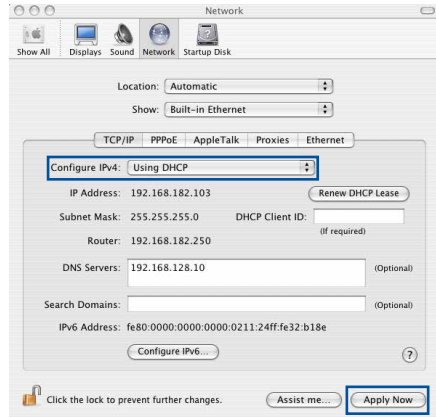 Network
Show All Displays Sound Network Startup Disk
Location: Automatic
Show: Built-in Ethernet
TCP/IP PPPoE AppleTalk Proxies Ethernet
Configure IPv4: Using DHCP
IP Address: 192.168.182.103 Renew DHCP Lease
Subnet Mask: 255.255.255.0 DHCP Client ID:
(If required)
Router: 192.168.182.250
DNS Servers: 192.168.128.10 (Optional)
Search Domains: (Optional)
IPv6 Address: fe80:0000:0000:0000:0211:24ff:fe32:b18e
Configure IPv6... ?
Click the lock to prevent further changes. Assist me... Apply Now